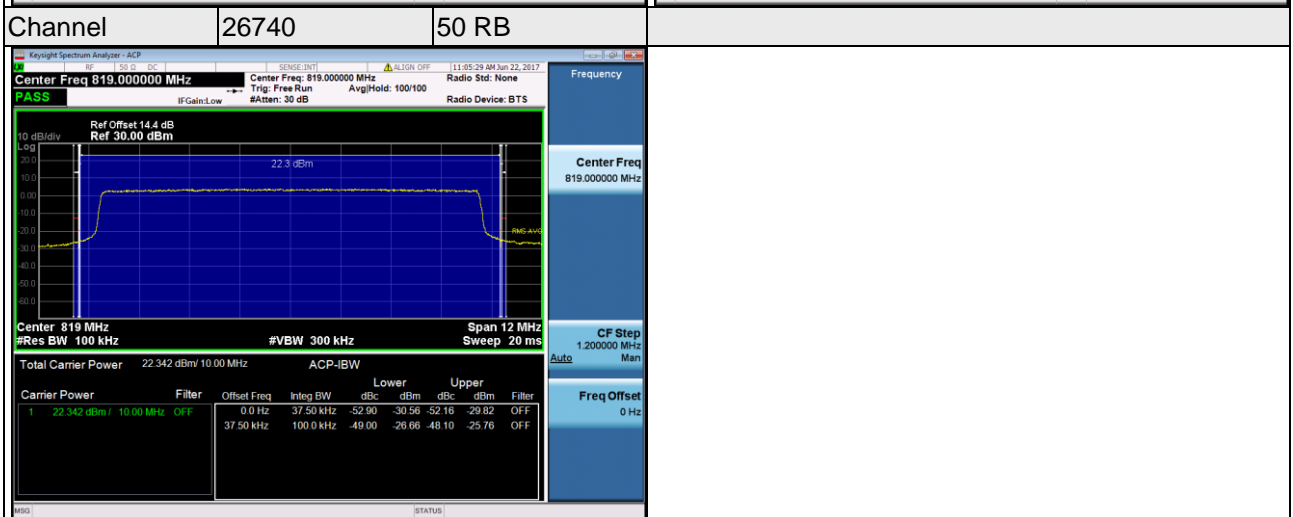 Channel 26740 50 RB
Keysight Spectrum Analyzer - ACP
RF 50 Ω DC SENSE:INT ALIGN OFF 11:05:29 AM Jun 22, 2017
Center Freq 819.000000 MHz Center Freq: 819.000000 MHz Radio Std: None Frequency
PASS IFGain:Low Trig: Free Run Avg|Hold: 100/100
#Atten: 30 dB Radio Device: BTS
Ref Offset 14.4 dB
10 dB/div Ref 30.00 dBm
Log
20.0
22.3 dBm
10.0
0.00
-10.0
-20.0
RMS AVG
-30.0
-40.0
-50.0
-60.0
Center Freq
819.000000 MHz
Center 819 MHz Span 12 MHz
#Res BW 100 kHz #VBW 300 kHz Sweep 20 ms
CF Step
1.200000 MHz
Auto Man
Total Carrier Power 22.342 dBm/ 10.00 MHz ACP-IBW
Lower Upper
Carrier Power Filter Offset Freq Integ BW dBc dBm dBc dBm Filter
1 22.342 dBm / 10.00 MHz OFF 0.0 Hz 37.50 kHz -52.90 -30.56 -52.16 -29.82 OFF
37.50 kHz 100.0 kHz -49.00 -26.66 -48.10 -25.76 OFF
Freq Offset
0 Hz
MSG STATUS